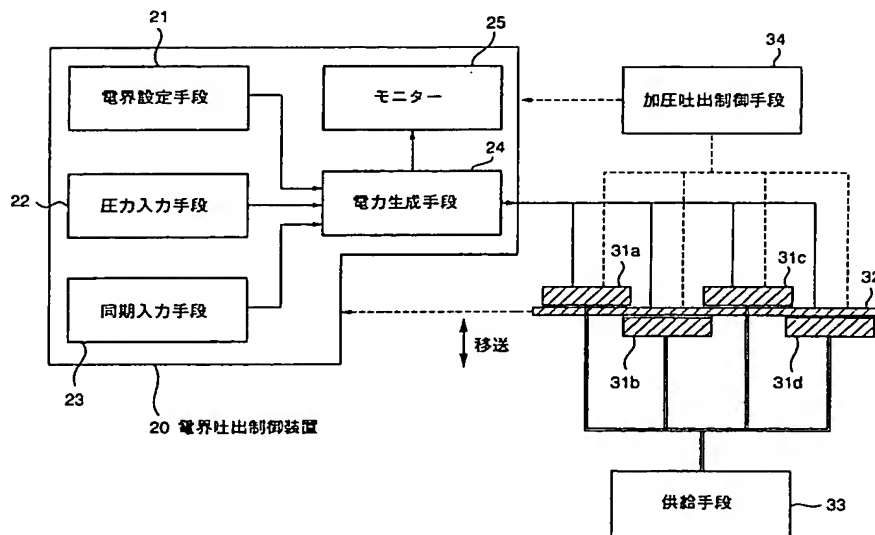 21
電界設定手段
25
モニター
34
加圧吐出制御手段
22
圧力入力手段
24
電力生成手段
31a
31c
32
同期入力手段
23
移送
31b
31d
20 電界吐出制御装置
供給手段
33